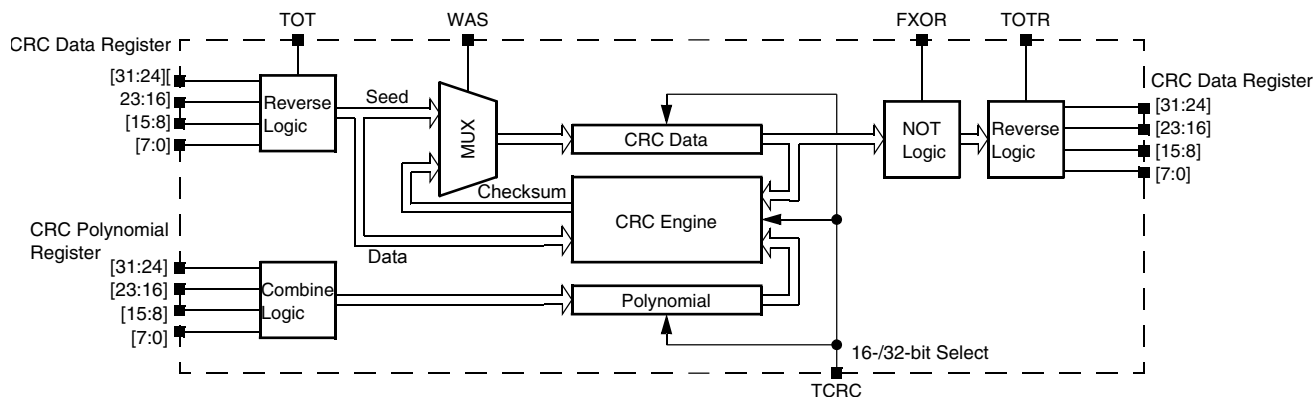 TOT
WAS
FXOR
TOTR
CRC Data Register
[31:24][
23:16]
[15:8]
[7:0]
Reverse
Logic
Seed
MUX
CRC Data
NOT
Logic
Reverse
Logic
CRC Data Register
[31:24]
[23:16]
[15:8]
[7:0]
Checksum
CRC Engine
Data
CRC Polynomial
Register
[31:24]
[23:16]
[15:8]
[7:0]
Combine
Logic
Polynomial
16-/32-bit Select
TCRC